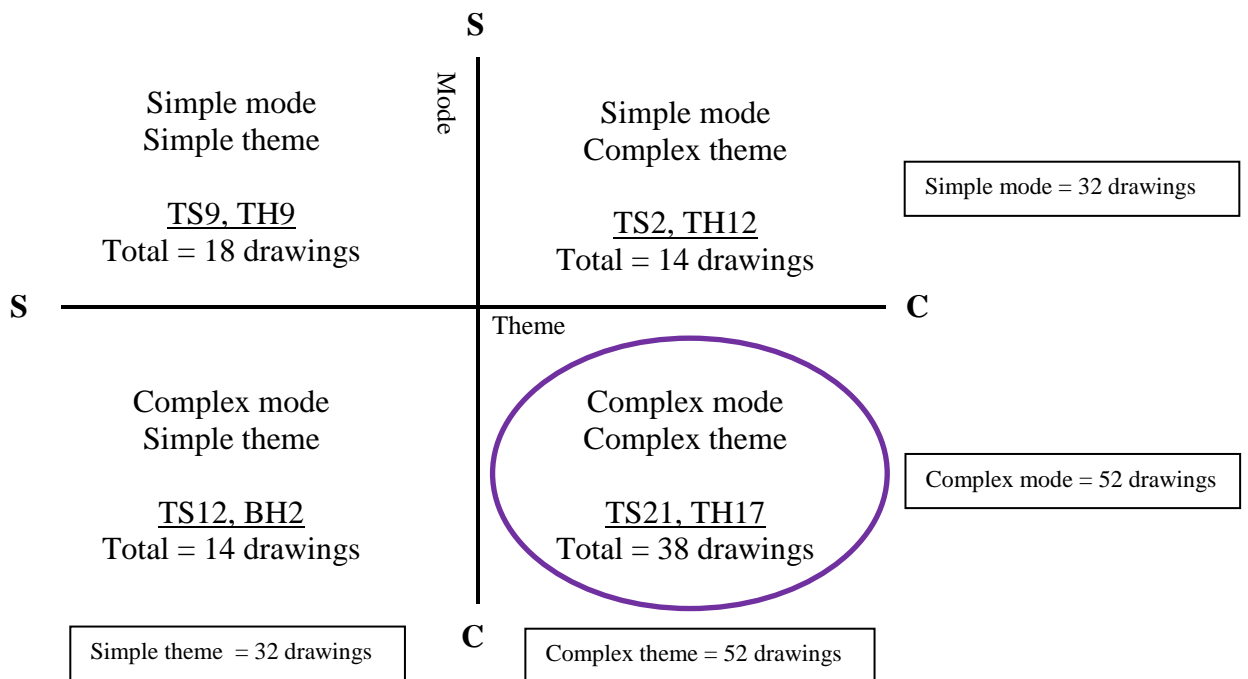 S
Mode
Simple mode
Simple theme
TS9, TH9
Total = 18 drawings
Simple mode
Complex theme
TS2, TH12
Total = 14 drawings
Simple mode = 32 drawings
S
C
Theme
Complex mode
Simple theme
TS12, BH2
Total = 14 drawings
Complex mode
Complex theme
TS21, TH17
Total = 38 drawings
Complex mode = 52 drawings
C
Simple theme = 32 drawings
Complex theme = 52 drawings